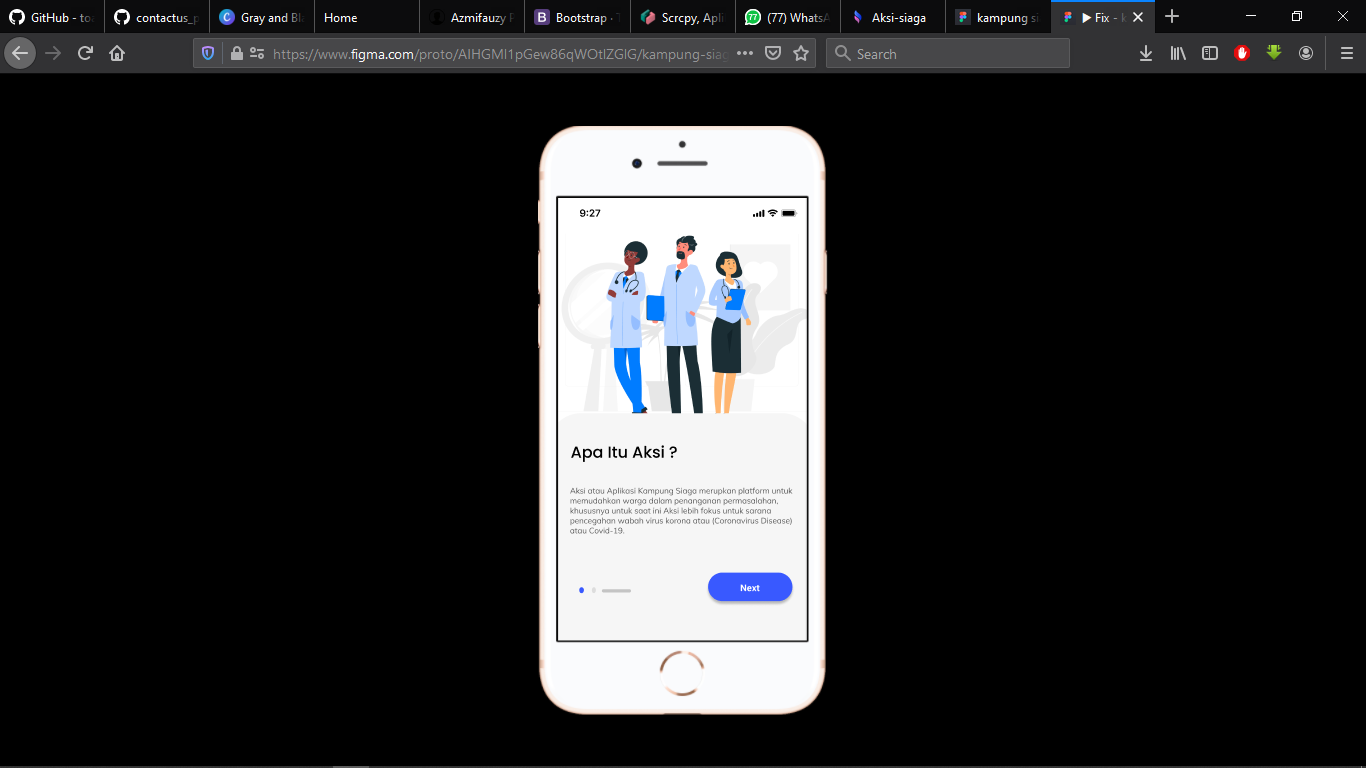 GitHub - to
contactus_p
Gray and Bla
Home
Azmifauzy
Bootstrap ·
Scrcpy, Apli
(77) WhatsA
Aksi-siaga
kampung si
Fix - k
https://www.figma.com/proto/AIHGMI1pGew86qWOtlZGlG/kampung-siag
Search
9:27
Apa Itu Aksi ?
Aksi atau Aplikasi Kampung Siaga merupkan platform untuk
memudahkan warga dalam penanganan permasalahan,
khususnya untuk saat ini Aksi lebih fokus untuk sarana
pencegahan wabah virus korona atau (Coronavirus Disease)
atau Covid-19.
Next